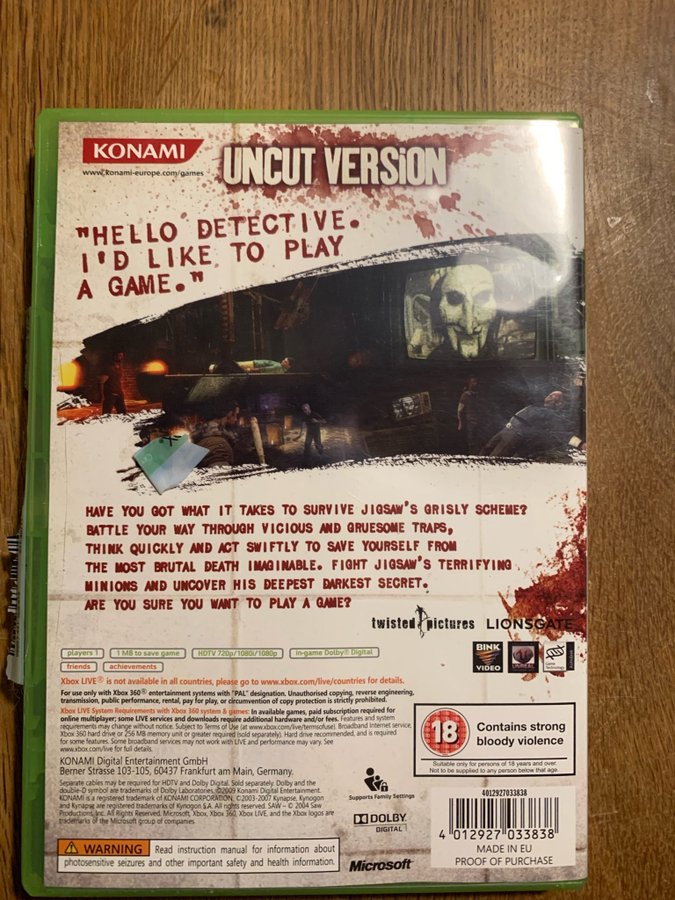 KONAMI
www.konami-europe.com/games
UNCUT VERSiON
"HELLO DETECTIVE.
I'D LIKE TO PLAY
A GAME."
HAVE YOU GOT WHAT IT TAKES TO SURVIVE JIGSAW'S GRISLY SCHEME?
BATTLE YOUR WAY THROUGH VICIOUS AND GRUESOME TRAPS,
THINK QUICKLY AND ACT SWIFTLY TO SAVE YOURSELF FROM
THE MOST BRUTAL DEATH IMAGINABLE. FIGHT JIGSAW'S TERRIFYING
MINIONS AND UNCOVER HIS DEEPEST DARKEST SECRET.
ARE YOU SURE YOU WANT TO PLAY A GAME?
twisted pictures LIONSGATE
BINK
VIDEO
UNREAL
players 1 1 MB to save game HDTV 720p/1080i/1080p in-game Dolby® Digital
friends achievements
Xbox LIVE® is not available in all countries, please go to www.xbox.com/live/countries for details.
For use only with Xbox 360® entertainment systems with "PAL" designation. Unauthorised copying, reverse engineering,
transmission, public performance, rental, pay for play, or circumvention of copy protection is strictly prohibited.
Xbox LIVE System Requirements with Xbox 360 system & games: In available games, paid subscription required for
online multiplayer; some LIVE services and downloads require additional hardware and/or fees. Features and system
requirements may change without notice. Subject to Terms of Use (at www.xbox.com/live/termsofuse). Broadband Internet service,
Xbox 360 hard drive or 256 MB memory unit or greater required (sold separately). Hard drive recommended, and is required
for some features. Some broadband services may not work with LIVE and performance may vary. See
www.xbox.com/live for full details.
KONAMI Digital Entertainment GmbH
Berner Strasse 103-105, 60437 Frankfurt am Main, Germany.
Separate cables may be required for HDTV and Dolby Digital. Sold separately. Dolby and the
double-D symbol are trademarks of Dolby Laboratories. ©2009 Konami Digital Entertainment.
KONAMI is a registered trademark of KONAMI CORPORATION. ©2003-2007 Kynapse, Kynogon
and Kynapse are registered trademarks of Kynogon S.A. All rights reserved. SAW – © 2004 Saw
Productions, Inc. All Rights Reserved. Microsoft, Xbox, Xbox 360, Xbox LIVE, and the Xbox logos are
trademarks of the Microsoft group of companies.
18 Contains strong
bloody violence
Suitable only for persons of 18 years and over.
Not to be supplied to any person below that age.
Supports Family Settings
DOLBY
DIGITAL
Microsoft
WARNING Read instruction manual for information about
photosensitive seizures and other important safety and health information.
4012927033838
4 012927 033838
MADE IN EU
PROOF OF PURCHASE